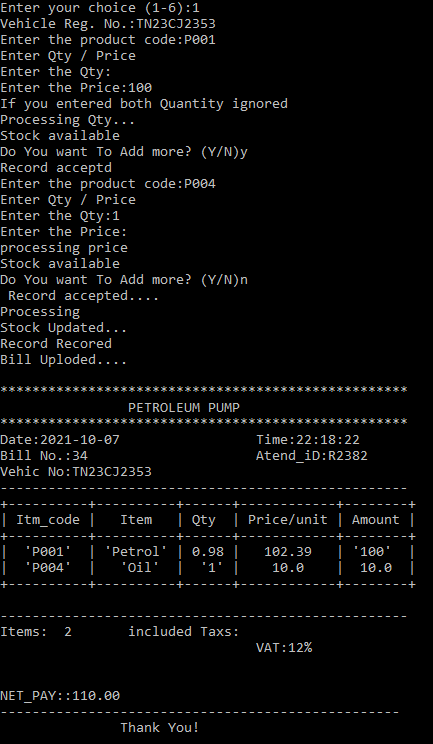 Enter your choice (1-6):1
Vehicle Reg. No.:TN23CJ2353
Enter the product code:P001
Enter Qty / Price
Enter the Qty:
Enter the Price:100
If you entered both Quantity ignored
Processing Qty...
Stock available
Do You want To Add more? (Y/N)y
Record acceptd
Enter the product code:P004
Enter Qty / Price
Enter the Qty:1
Enter the Price:
processing price
Stock available
Do You want To Add more? (Y/N)n
 Record accepted....
Processing
Stock Updated...
Record Recored
Bill Uploded....

***************************************************
                PETROLEUM PUMP
***************************************************
Date:2021-10-07                 Time:22:18:22
Bill No.:34                     Atend_iD:R2382
Vehic No:TN23CJ2353
---------------------------------------------------
+----------+----------+------+------------+--------+
| Itm_code |   Item   | Qty  | Price/unit | Amount |
+----------+----------+------+------------+--------+
|  'P001'  | 'Petrol' | 0.98 |   102.39   | '100'  |
|  'P004'  |  'Oil'   | '1'  |    10.0    |  10.0  |
+----------+----------+------+------------+--------+

---------------------------------------------------
Items:  2       included Taxs:
                                VAT:12%

NET_PAY::110.00
--------------------------------------------------
               Thank You!